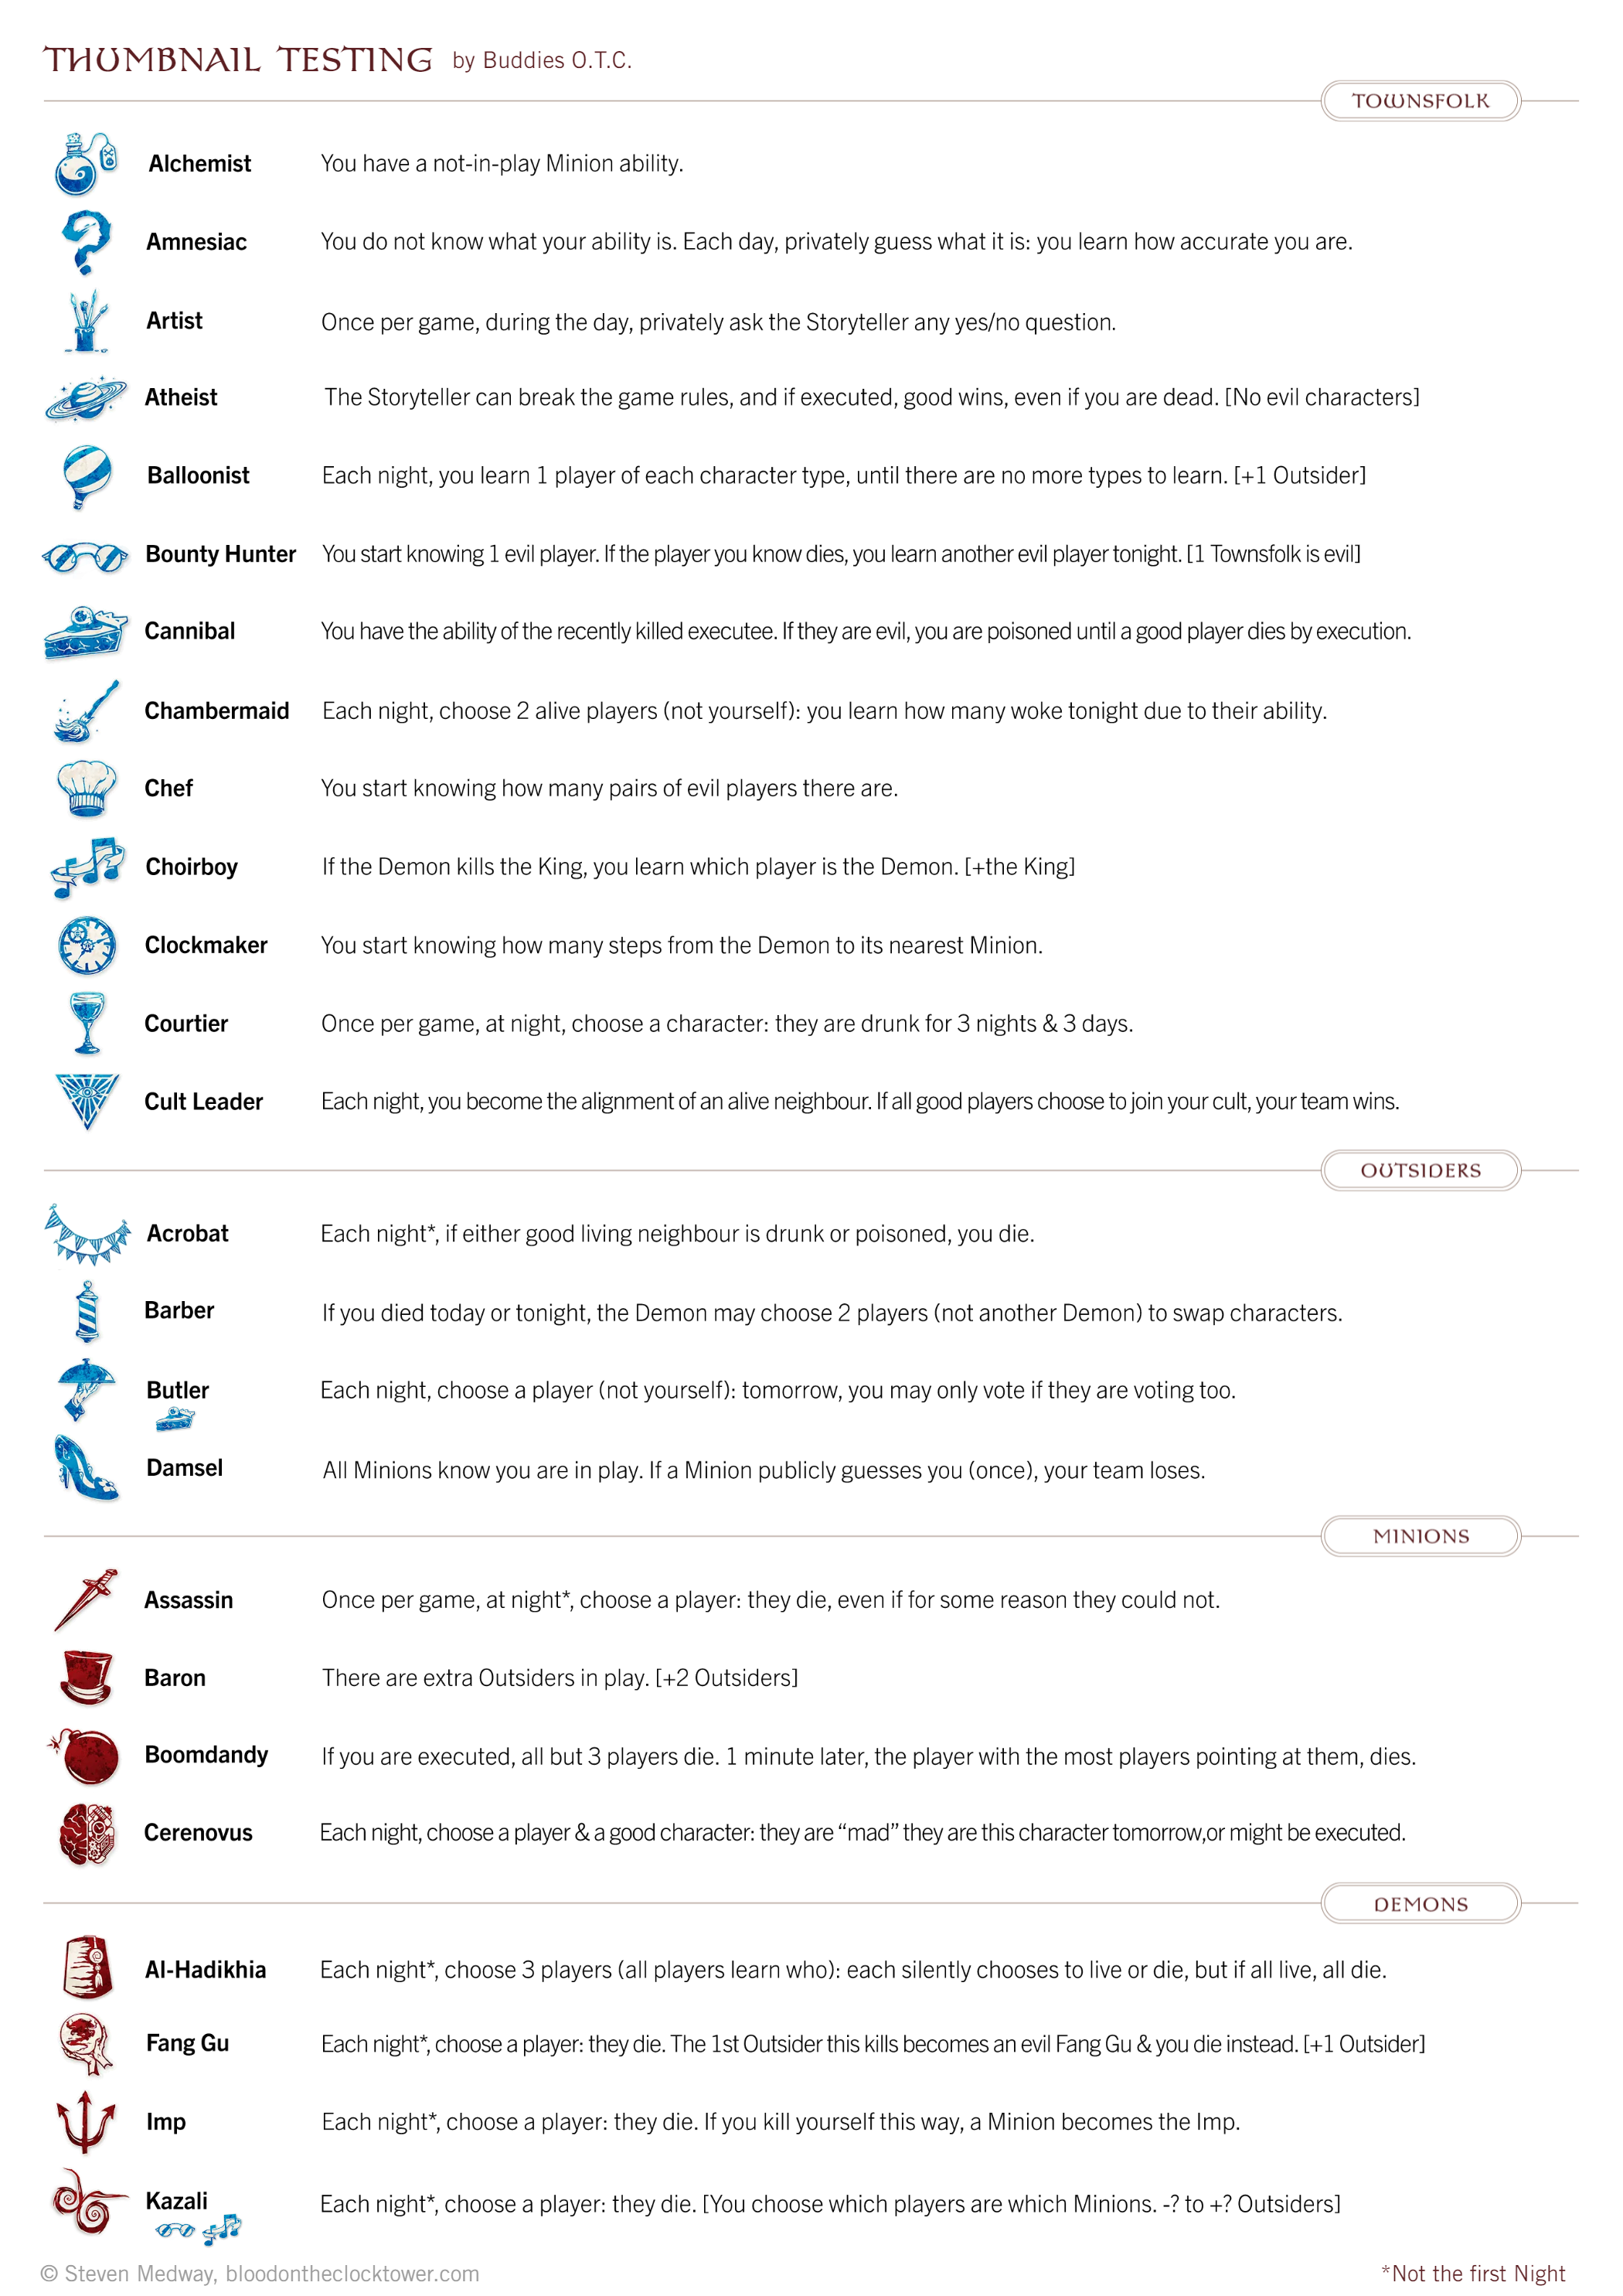 THUMBNAIL TESTING by Buddies O.T.C.
TOWNSFOLK
Alchemist You have a not-in-play Minion ability.
Amnesiac You do not know what your ability is. Each day, privately guess what it is: you learn how accurate you are.
Artist Once per game, during the day, privately ask the Storyteller any yes/no question.
Atheist The Storyteller can break the game rules, and if executed, good wins, even if you are dead. [No evil characters]
Balloonist Each night, you learn 1 player of each character type, until there are no more types to learn. [+1 Outsider]
Bounty Hunter You start knowing 1 evil player. If the player you know dies, you learn another evil player tonight. [1 Townsfolk is evil]
Cannibal You have the ability of the recently killed executee. If they are evil, you are poisoned until a good player dies by execution.
Chambermaid Each night, choose 2 alive players (not yourself): you learn how many woke tonight due to their ability.
Chef You start knowing how many pairs of evil players there are.
Choirboy If the Demon kills the King, you learn which player is the Demon. [+the King]
Clockmaker You start knowing how many steps from the Demon to its nearest Minion.
Courtier Once per game, at night, choose a character: they are drunk for 3 nights & 3 days.
Cult Leader Each night, you become the alignment of an alive neighbour. If all good players choose to join your cult, your team wins.
OUTSIDERS
Acrobat Each night*, if either good living neighbour is drunk or poisoned, you die.
Barber If you died today or tonight, the Demon may choose 2 players (not another Demon) to swap characters.
Butler Each night, choose a player (not yourself): tomorrow, you may only vote if they are voting too.
Damsel All Minions know you are in play. If a Minion publicly guesses you (once), your team loses.
MINIONS
Assassin Once per game, at night*, choose a player: they die, even if for some reason they could not.
Baron There are extra Outsiders in play. [+2 Outsiders]
Boomdandy If you are executed, all but 3 players die. 1 minute later, the player with the most players pointing at them, dies.
Cerenovus Each night, choose a player & a good character: they are “mad” they are this character tomorrow,or might be executed.
DEMONS
Al-Hadikhia Each night*, choose 3 players (all players learn who): each silently chooses to live or die, but if all live, all die.
Fang Gu Each night*, choose a player: they die. The 1st Outsider this kills becomes an evil Fang Gu & you die instead. [+1 Outsider]
Imp Each night*, choose a player: they die. If you kill yourself this way, a Minion becomes the Imp.
Kazali Each night*, choose a player: they die. [You choose which players are which Minions. -? to +? Outsiders]
© Steven Medway, bloodontheclocktower.com *Not the first Night